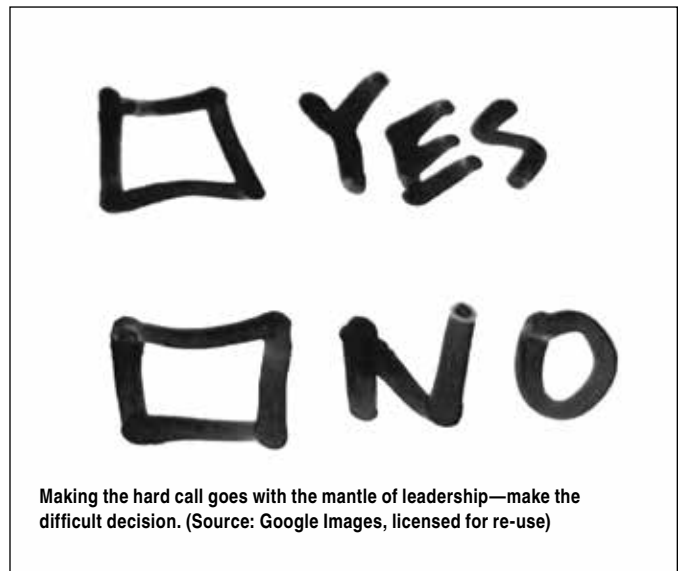 YES
NO
Making the hard call goes with the mantle of leadership—make the
difficult decision. (Source: Google Images, licensed for re-use)